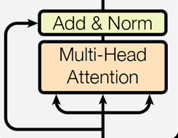 Add & Norm
Multi-Head
Attention